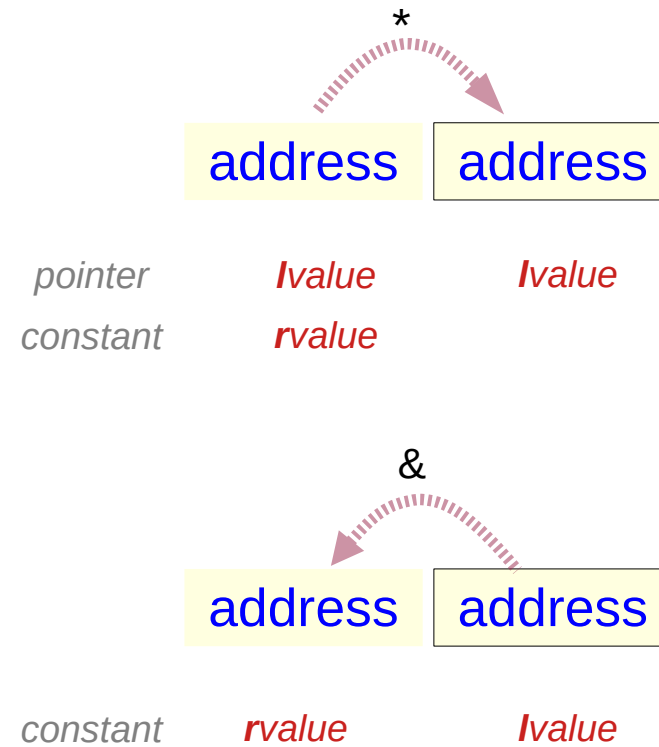 *
address address
pointer lvalue lvalue
constant rvalue
&
address address
constant rvalue lvalue